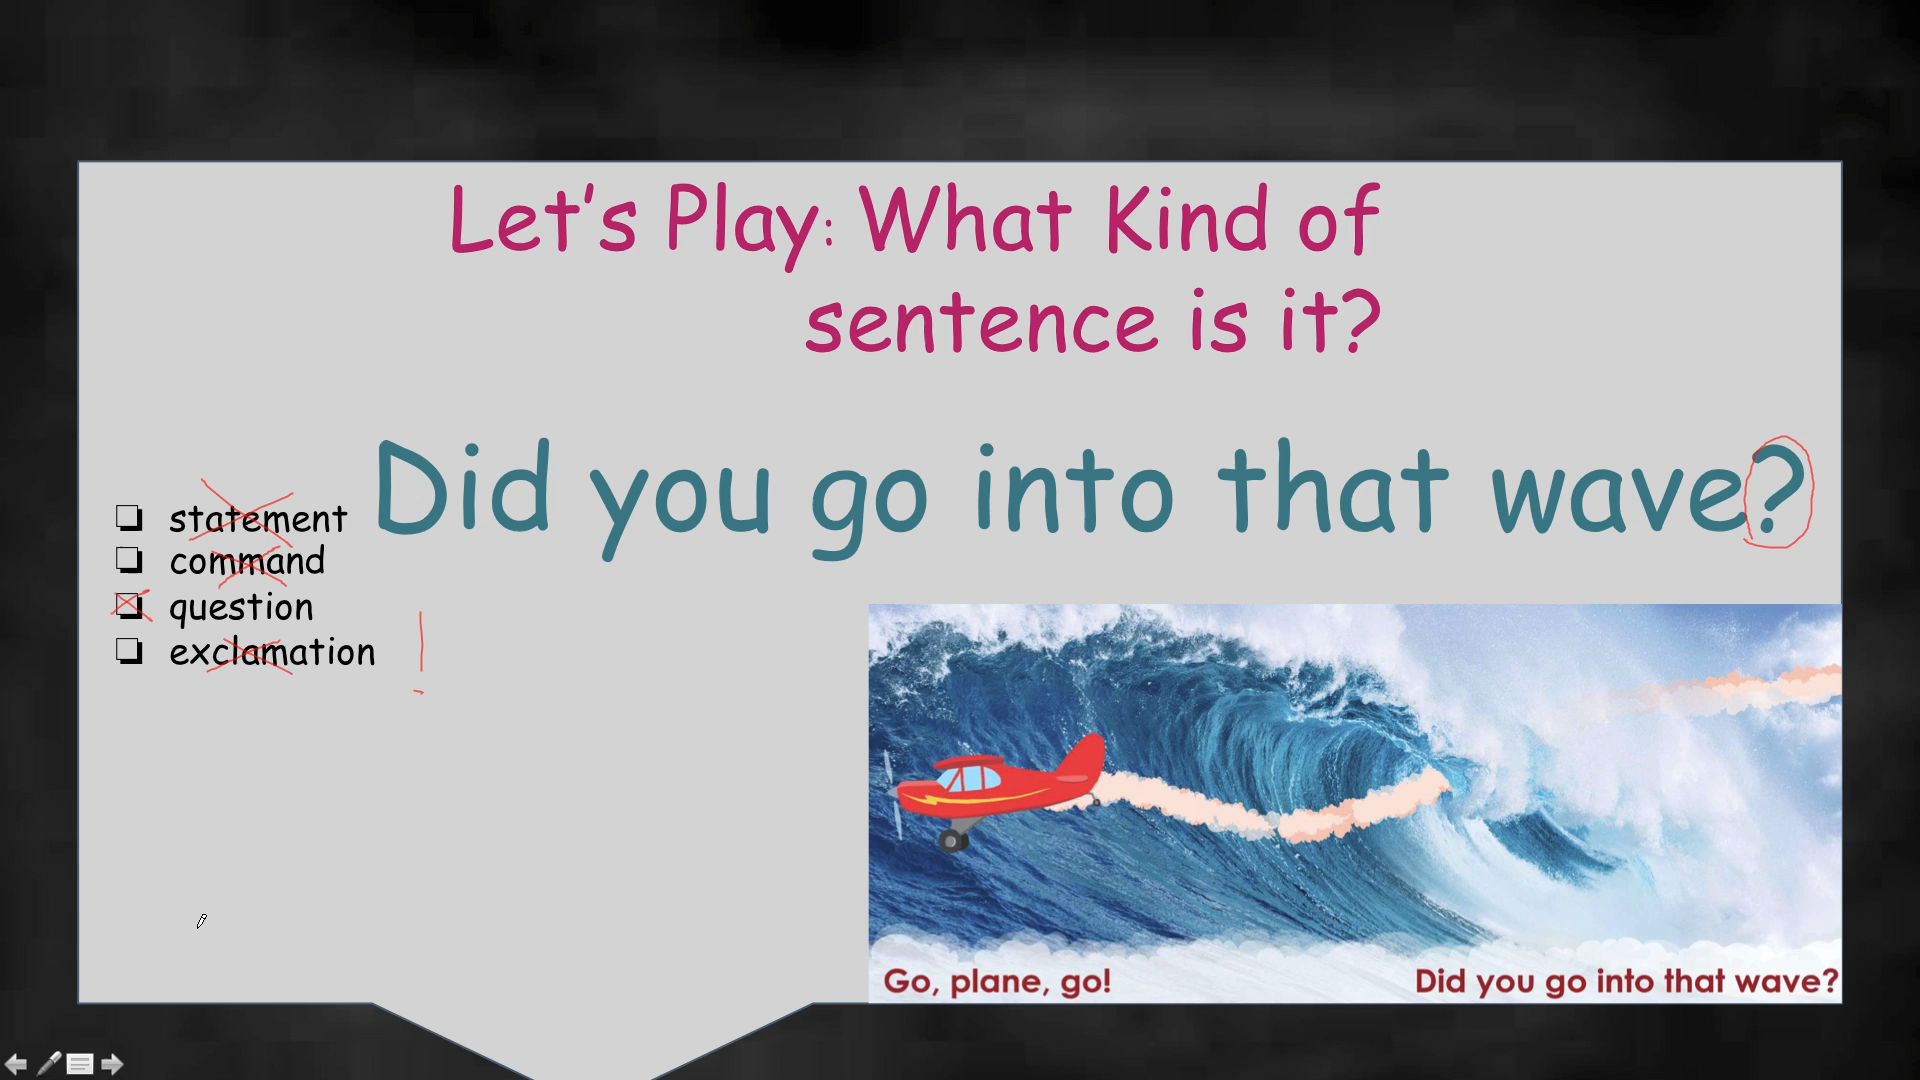 Let's Play: What Kind of
sentence is it?
Did you go into that wave?
statement
command
question
exclamation
!
Go, plane, go!
Did you go into that wave?